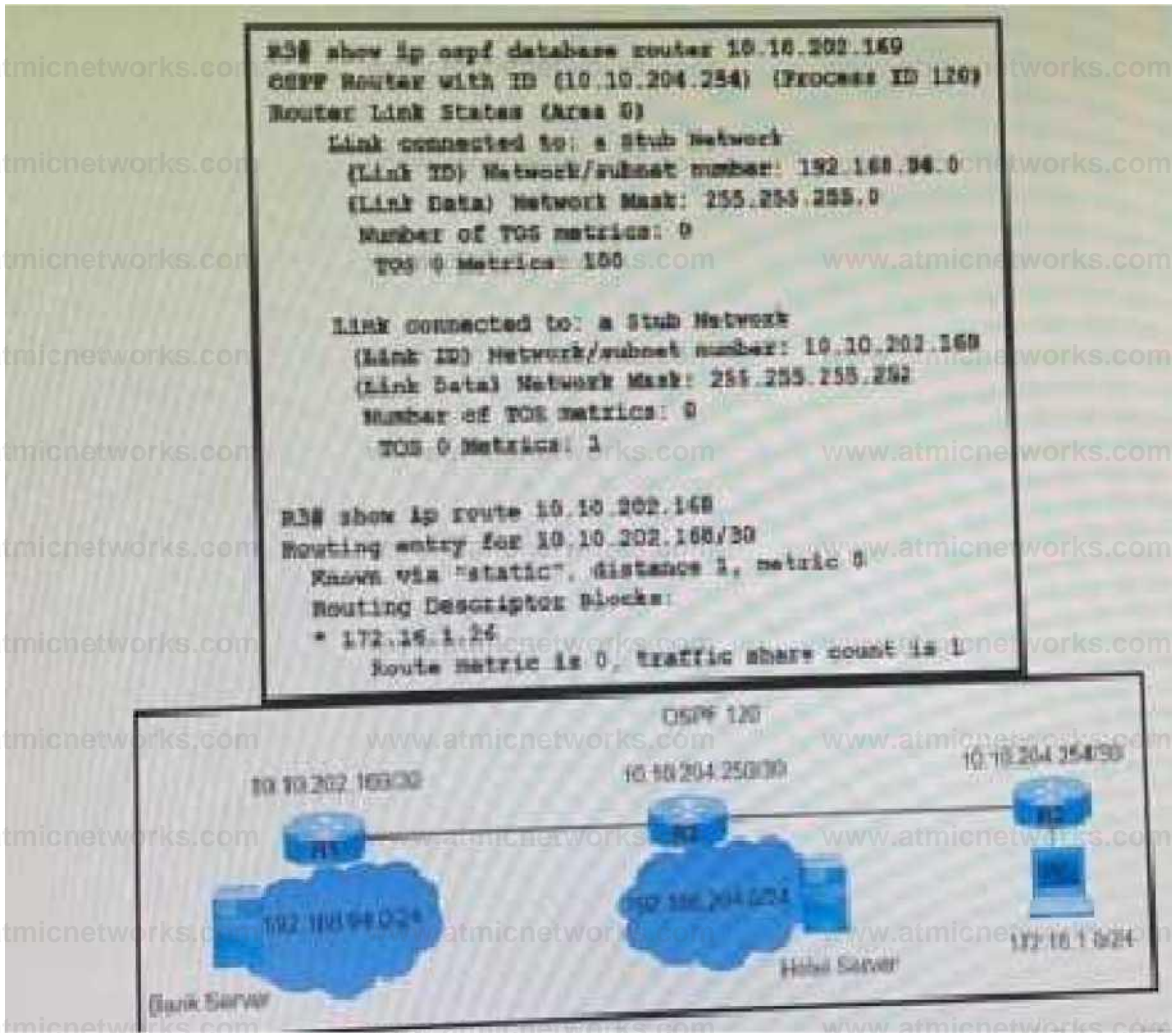 R3# show ip ospf database router 10.10.202.169
OSPF Router with ID (10.10.204.254) (Process ID 120)
Router Link States (Area 0)
Link connected to: a Stub Network
(Link ID) Network/subnet number: 192.168.94.0
(Link Data) Network Mask: 255.255.255.0
Number of TOS metrics: 0
TOS 0 Metrics: 100
Link connected to: a Stub Network
(Link ID) Network/subnet number: 10.10.202.168
(Link Data) Network Mask: 255.255.255.252
Number of TOS metrics: 0
TOS 0 Metrics: 1
R3# show ip route 10.10.202.168
Routing entry for 10.10.202.168/30
Known via "static", distance 1, metric 0
Routing Descriptor Blocks:
* 172.16.1.26
Route metric is 0, traffic share count is 1
OSPF 120
10.10.202.169/30
10.10.204.250/30
10.10.204.254/30
R1
R2
192.168.94.0/24
172.16.1.0/24
Hotel Server
Bank Server
www.atmicnetworks.com